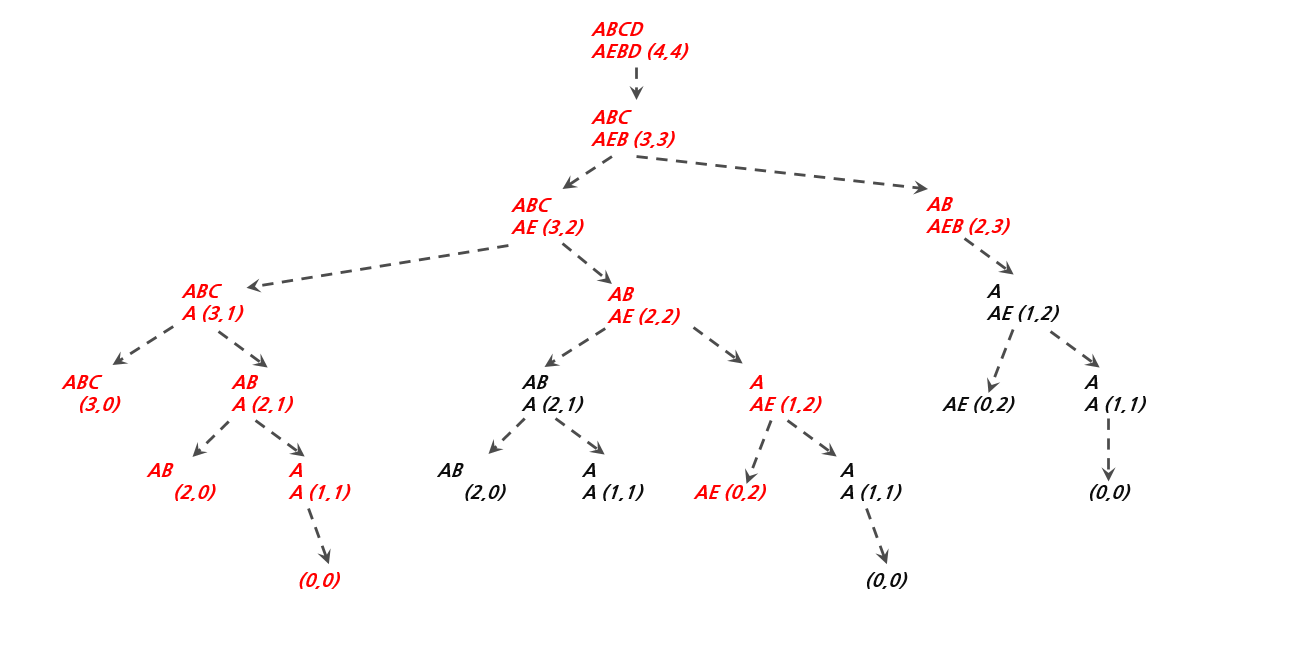 ABCD
AEBD (4,4)
ABC
AEB (3,3)
ABC
AE (3,2)
AB
AEB (2,3)
ABC
A (3,1)
AB
AE (2,2)
A
AE (1,2)
ABC
(3,0)
AB
A (2,1)
AB
A (2,1)
A
AE (1,2)
AE (0,2)
A
A (1,1)
AB
(2,0)
A
A (1,1)
AB
(2,0)
A
A (1,1)
AE (0,2)
A
A (1,1)
(0,0)
(0,0)
(0,0)